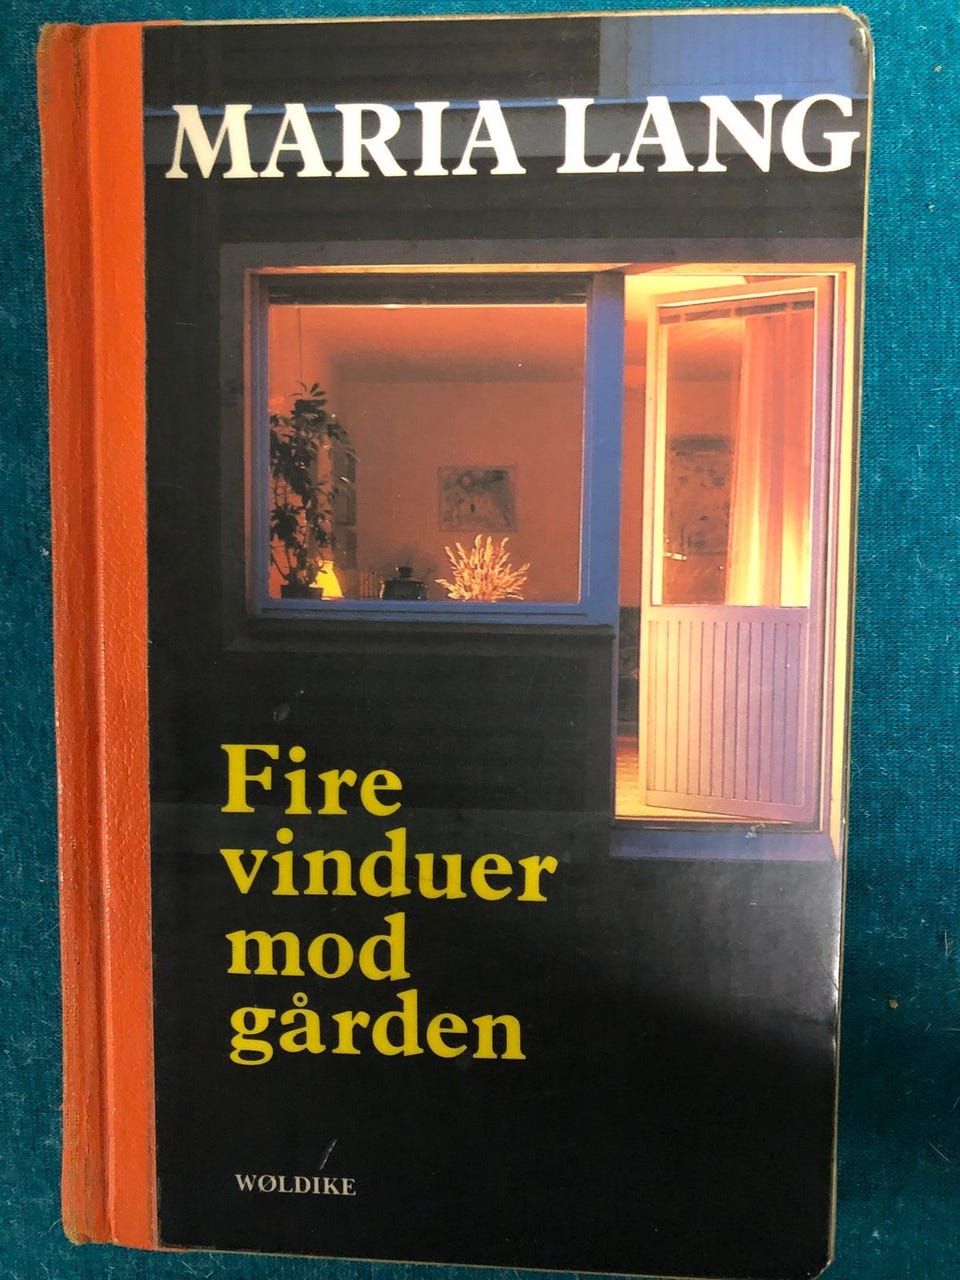 MARIA LANG
Fire
vinduer
mod
gården
WØLDIKE